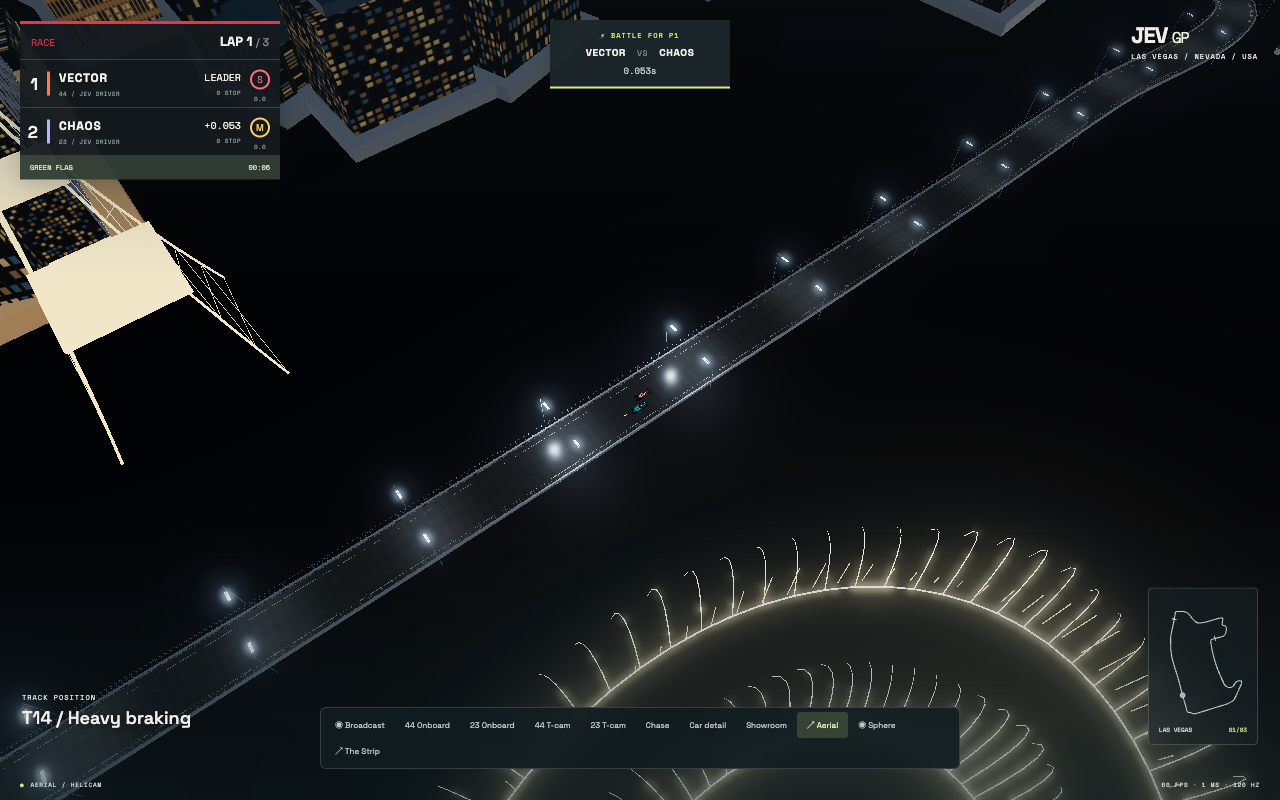 RACE LAP 1 / 3
1 VECTOR LEADER S
44 / JEV DRIVER 0 STOP 0.0
2 CHAOS +0.053 M
23 / JEV DRIVER 0 STOP 0.0
GREEN FLAG 00:06
⚡ BATTLE FOR P1
VECTOR VS CHAOS
0.053s
JEV GP
LAS VEGAS / NEVADA / USA
TRACK POSITION
T14 / Heavy braking
AERIAL / HELICAM
◉ Broadcast 44 Onboard 23 Onboard 44 T-cam 23 T-cam Chase Car detail Showroom ↗ Aerial ◉ Sphere
↗ The Strip
LAS VEGAS 01/03
60 FPS · 1 MS · 120 HZ